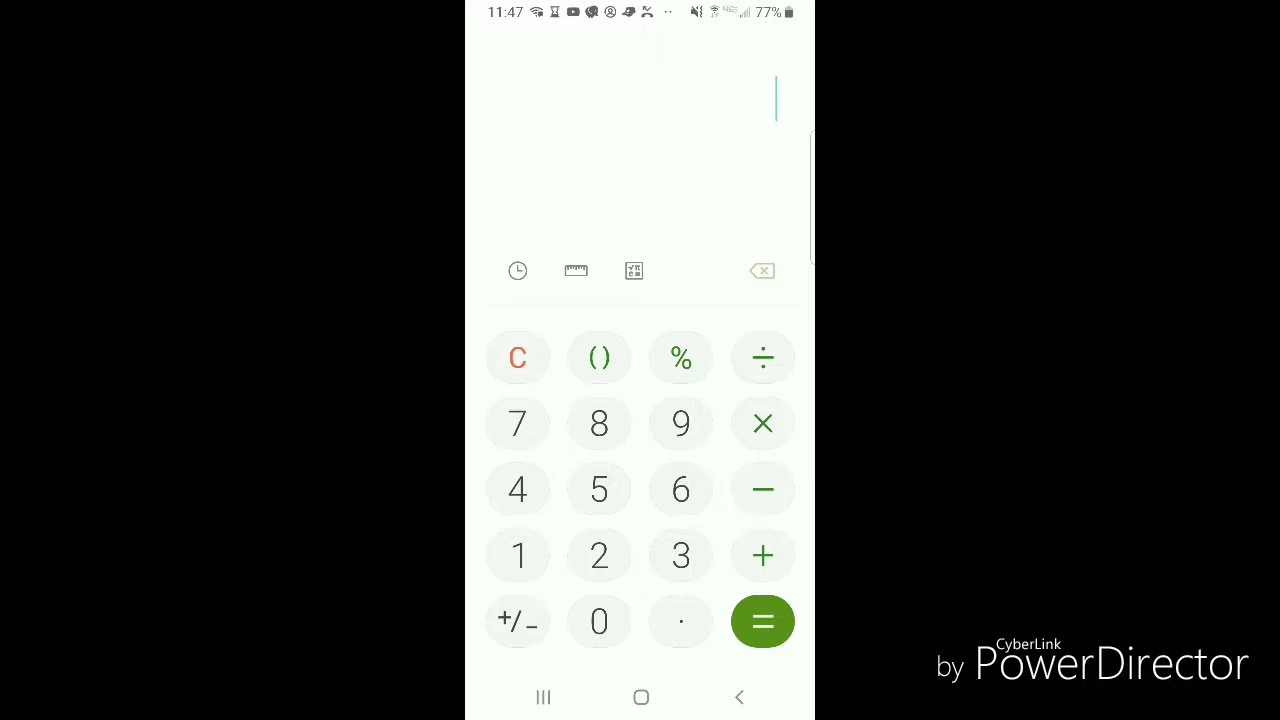 11:47 77%
C () % ÷
7 8 9 ×
4 5 6 −
1 2 3 +
+/− 0 . =
CyberLink
by PowerDirector